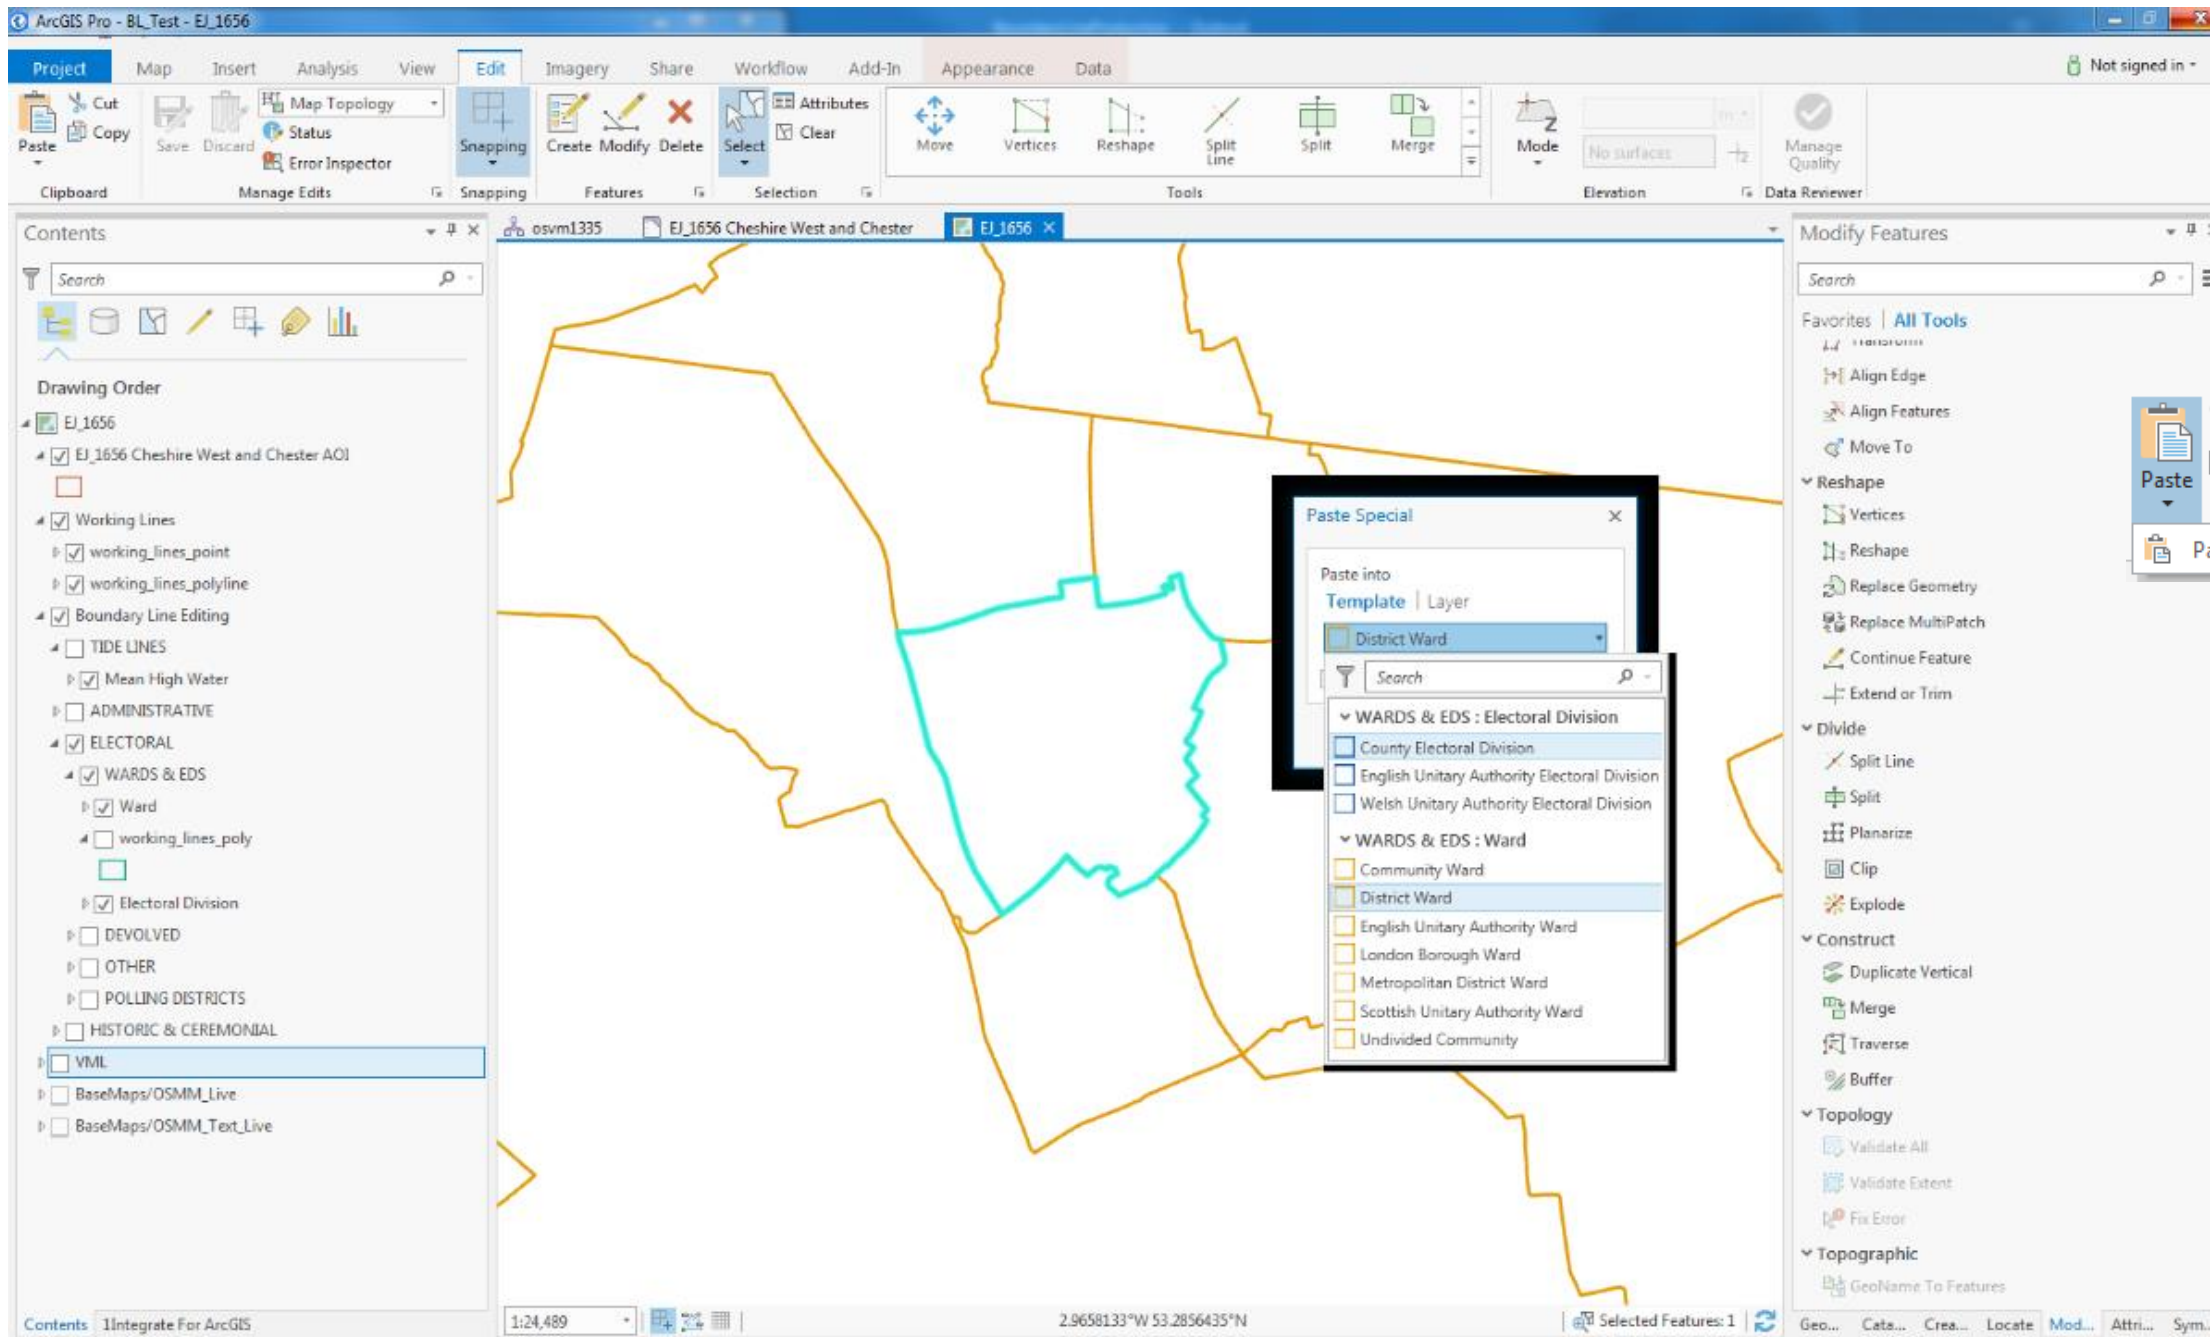 ArcGIS Pro - BL_Test - EJ_1656
Project Map Insert Analysis View Edit Imagery Share Workflow Add-In Appearance Data
Not signed in
Paste
Cut
Copy
Save Discard
Map Topology
Status
Error Inspector
Snapping
Create Modify Delete
Select
Attributes
Clear
Move Vertices Reshape Split Line Split Merge
Mode
No surfaces
Manage Quality
Clipboard Manage Edits Snapping Features Selection Tools Elevation Data Reviewer
Contents
Search
Drawing Order
EJ_1656
EJ_1656 Cheshire West and Chester AOI
Working Lines
working_lines_point
working_lines_polyline
Boundary Line Editing
TIDE LINES
Mean High Water
ADMINISTRATIVE
ELECTORAL
WARDS & EDS
Ward
working_lines_poly
Electoral Division
DEVOLVED
OTHER
POLLING DISTRICTS
HISTORIC & CEREMONIAL
VML
BaseMaps/OSMM_Live
BaseMaps/OSMM_Text_Live
Contents 1Integrate For ArcGIS
osvm1335 EJ_1656 Cheshire West and Chester EJ_1656
Paste Special
Paste into
Template | Layer
District Ward
Search
WARDS & EDS : Electoral Division
County Electoral Division
English Unitary Authority Electoral Division
Welsh Unitary Authority Electoral Division
WARDS & EDS : Ward
Community Ward
District Ward
English Unitary Authority Ward
London Borough Ward
Metropolitan District Ward
Scottish Unitary Authority Ward
Undivided Community
1:24,489
2.9658133°W 53.2856435°N
Selected Features: 1
Modify Features
Search
Favorites | All Tools
Transform
Align Edge
Align Features
Move To
Reshape
Vertices
Reshape
Replace Geometry
Replace MultiPatch
Continue Feature
Extend or Trim
Divide
Split Line
Split
Planarize
Clip
Explode
Construct
Duplicate Vertical
Merge
Traverse
Buffer
Topology
Validate All
Validate Extent
Fix Error
Topographic
GeoName To Features
Geo... Cata... Crea... Locate Mod... Attri... Sym...
Paste